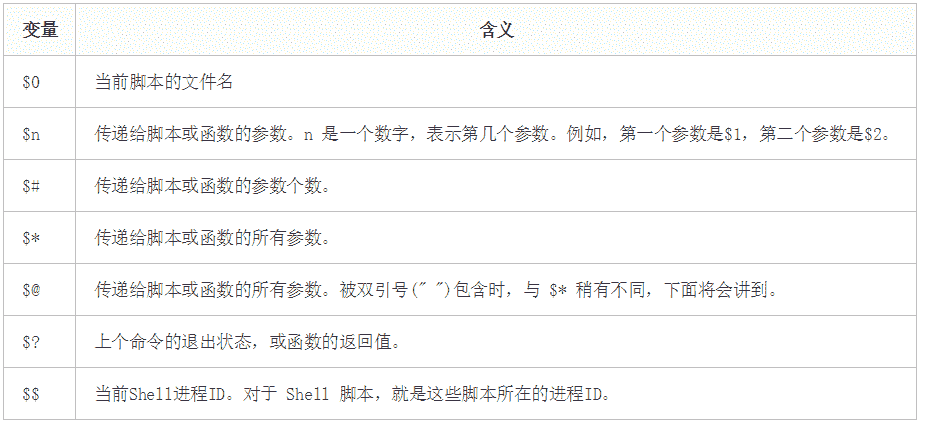 变量 含义
$0 当前脚本的文件名
$n 传递给脚本或函数的参数。n 是一个数字，表示第几个参数。例如，第一个参数是$1，第二个参数是$2。
$# 传递给脚本或函数的参数个数。
$* 传递给脚本或函数的所有参数。
$@ 传递给脚本或函数的所有参数。被双引号(" ")包含时，与 $* 稍有不同，下面将会讲到。
$? 上个命令的退出状态，或函数的返回值。
$$ 当前Shell进程ID。对于 Shell 脚本，就是这些脚本所在的进程ID。